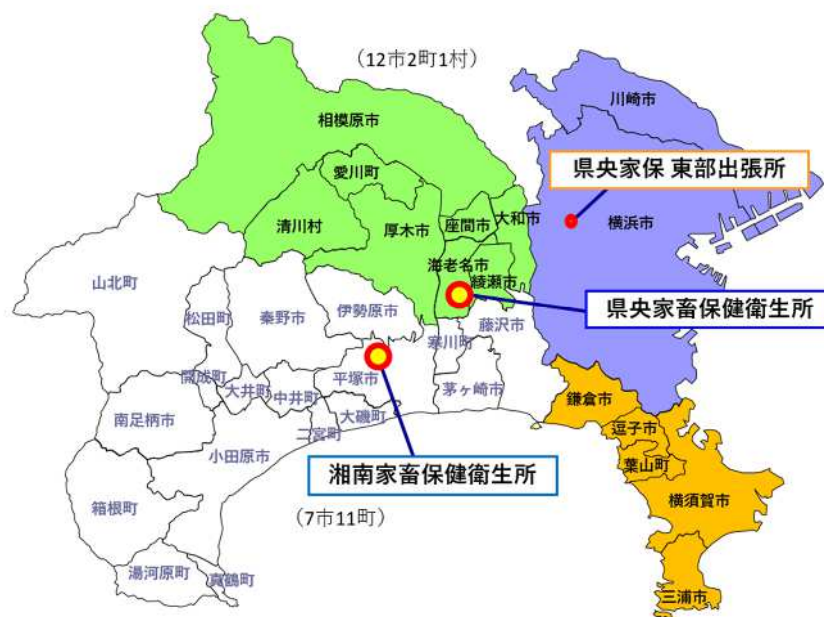 （12市2町1村）
川崎市
相模原市
県央家保 東部出張所
愛川町
大和市
座間市
横浜市
清川村
厚木市
海老名市
綾瀬市
山北町
伊勢原市
県央家畜保健衛生所
松田町
秦野市
藤沢市
寒川町
開成町
平塚市
大井町
中井町
茅ヶ崎市
鎌倉市
南足柄市
大磯町
逗子市
二宮町
小田原市
葉山町
湘南家畜保健衛生所
横須賀市
箱根町
（7市11町）
湯河原町
真鶴町
三浦市